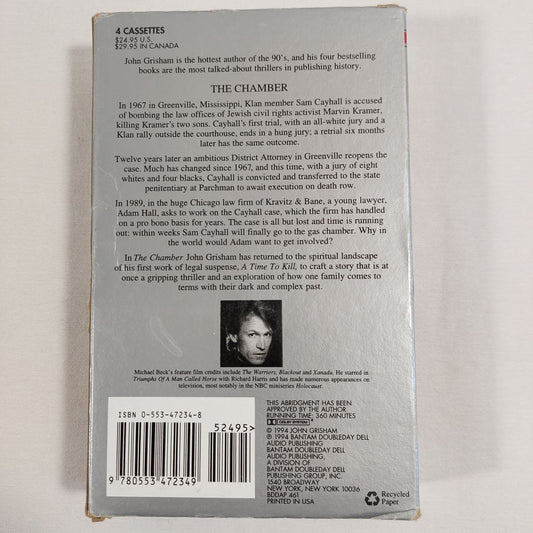 4 CASSETTES
$24.95 U.S.
$29.95 IN CANADA
John Grisham is the hottest author of the 90's, and his four bestselling
books are the most talked-about thrillers in publishing history.
THE CHAMBER
In 1967 in Greenville, Mississippi, Klan member Sam Cayhall is accused
of bombing the law offices of Jewish civil rights activist Marvin Kramer,
killing Kramer's two sons. Cayhall's first trial, with an all-white jury and a
Klan rally outside the courthouse, ends in a hung jury; a retrial six months
later has the same outcome.
Twelve years later an ambitious District Attorney in Greenville reopens the
case. Much has changed since 1967, and this time, with a jury of eight
whites and four blacks, Cayhall is convicted and transferred to the state
penitentiary at Parchman to await execution on death row.
In 1989, in the huge Chicago law firm of Kravitz & Bane, a young lawyer,
Adam Hall, asks to work on the Cayhall case, which the firm has handled
on a pro bono basis for years. The case is all but lost and time is running
out: within weeks Sam Cayhall will finally go to the gas chamber. Why in
the world would Adam want to get involved?
In The Chamber John Grisham has returned to the spiritual landscape
of his first work of legal suspense, A Time To Kill, to craft a story that is at
once a gripping thriller and an exploration of how one family comes to
terms with their dark and complex past.
Michael Beck's feature film credits include The Warriors, Blackout and Xanadu. He starred in
Triumphs Of A Man Called Horse with Richard Harris and has made numerous appearances on
television, most notably in the NBC miniseries Holocaust.
ISBN 0-553-47234-8
52495>
9 780553 472349
THIS ABRIDGMENT HAS BEEN
APPROVED BY THE AUTHOR
RUNNING TIME: 360 MINUTES
DOLBY SYSTEM
© 1994 JOHN GRISHAM
℗ 1994 BANTAM DOUBLEDAY DELL
AUDIO PUBLISHING
BANTAM DOUBLEDAY DELL
AUDIO PUBLISHING,
A DIVISION OF
BANTAM DOUBLEDAY DELL
PUBLISHING GROUP, INC.
1540 BROADWAY
NEW YORK, NEW YORK 10036
BDDAP 461
PRINTED IN USA
Recycled
Paper